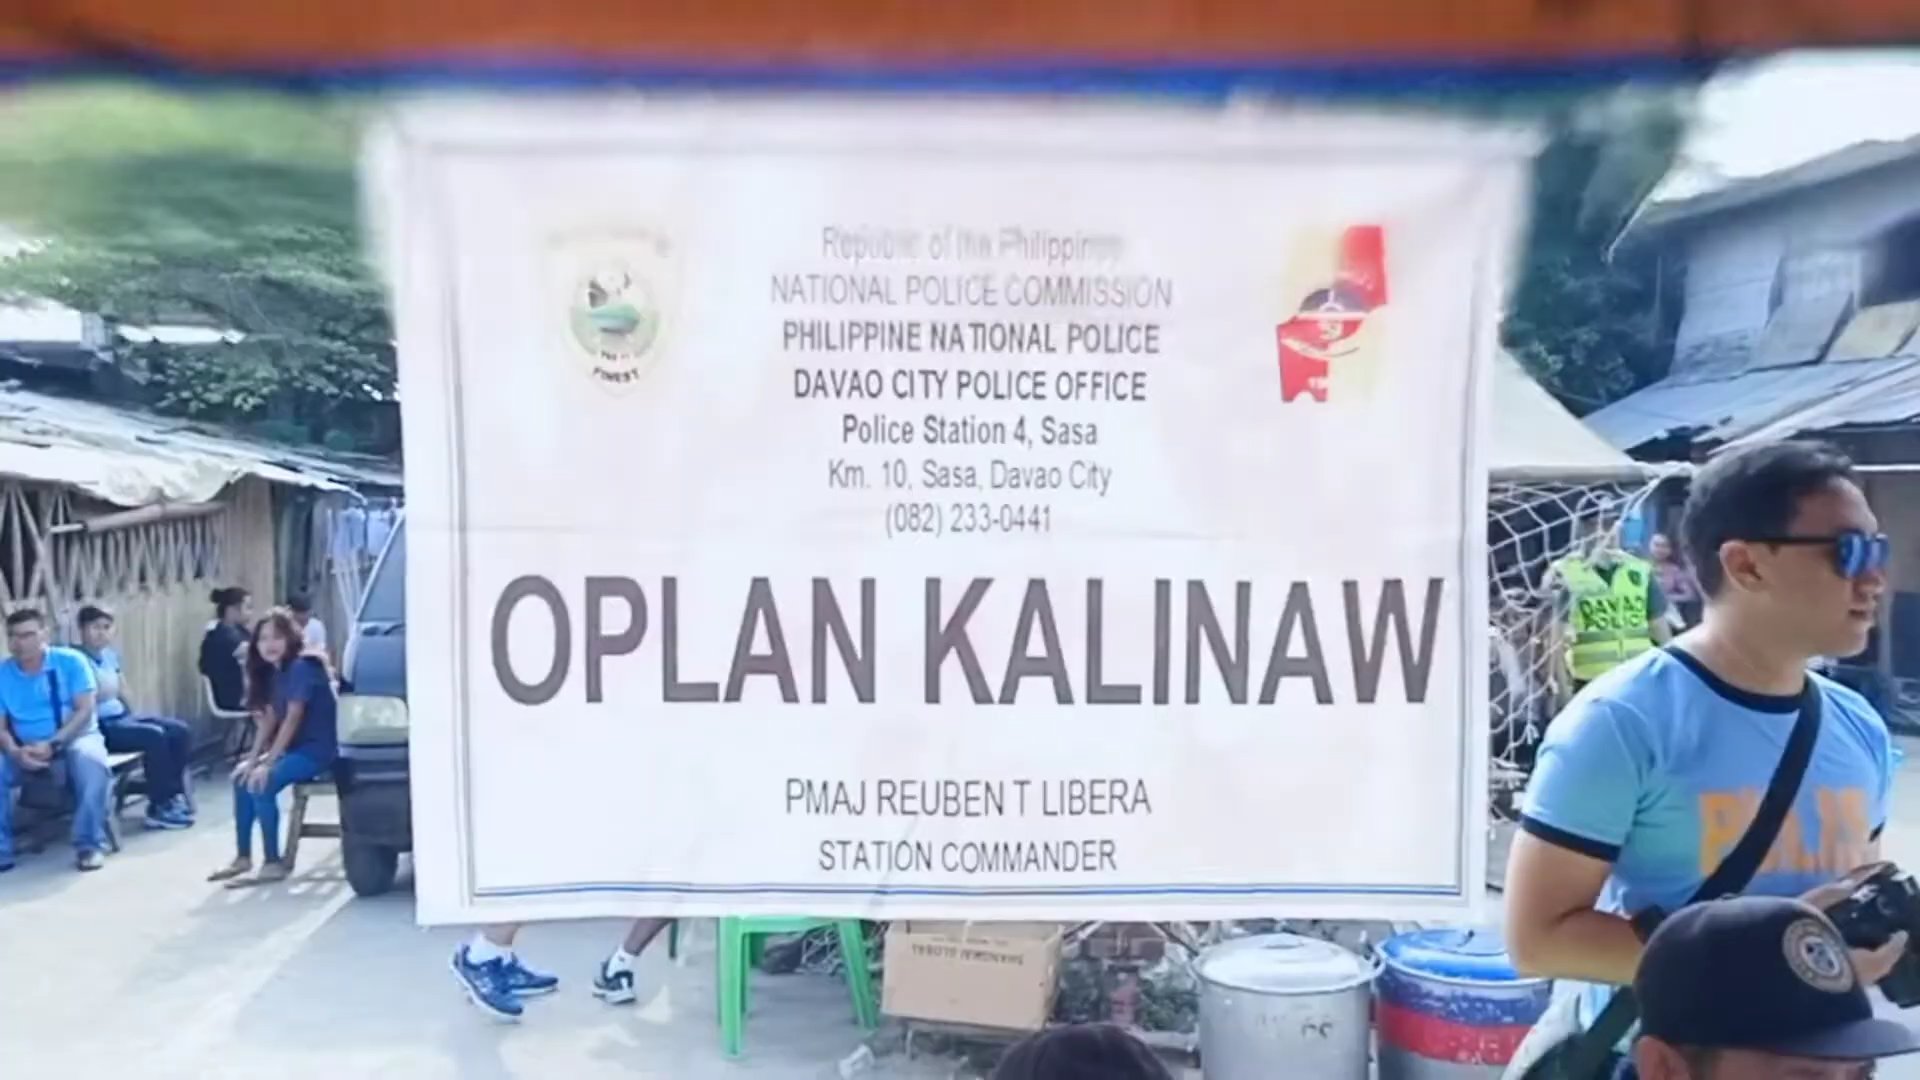 Republic of the Philippines
NATIONAL POLICE COMMISSION
PHILIPPINE NATIONAL POLICE
DAVAO CITY POLICE OFFICE
Police Station 4, Sasa
Km. 10, Sasa, Davao City
(082) 233-0441
OPLAN KALINAW
PMAJ REUBEN T LIBERA
STATION COMMANDER
FINEST
DAVAO
POLICE